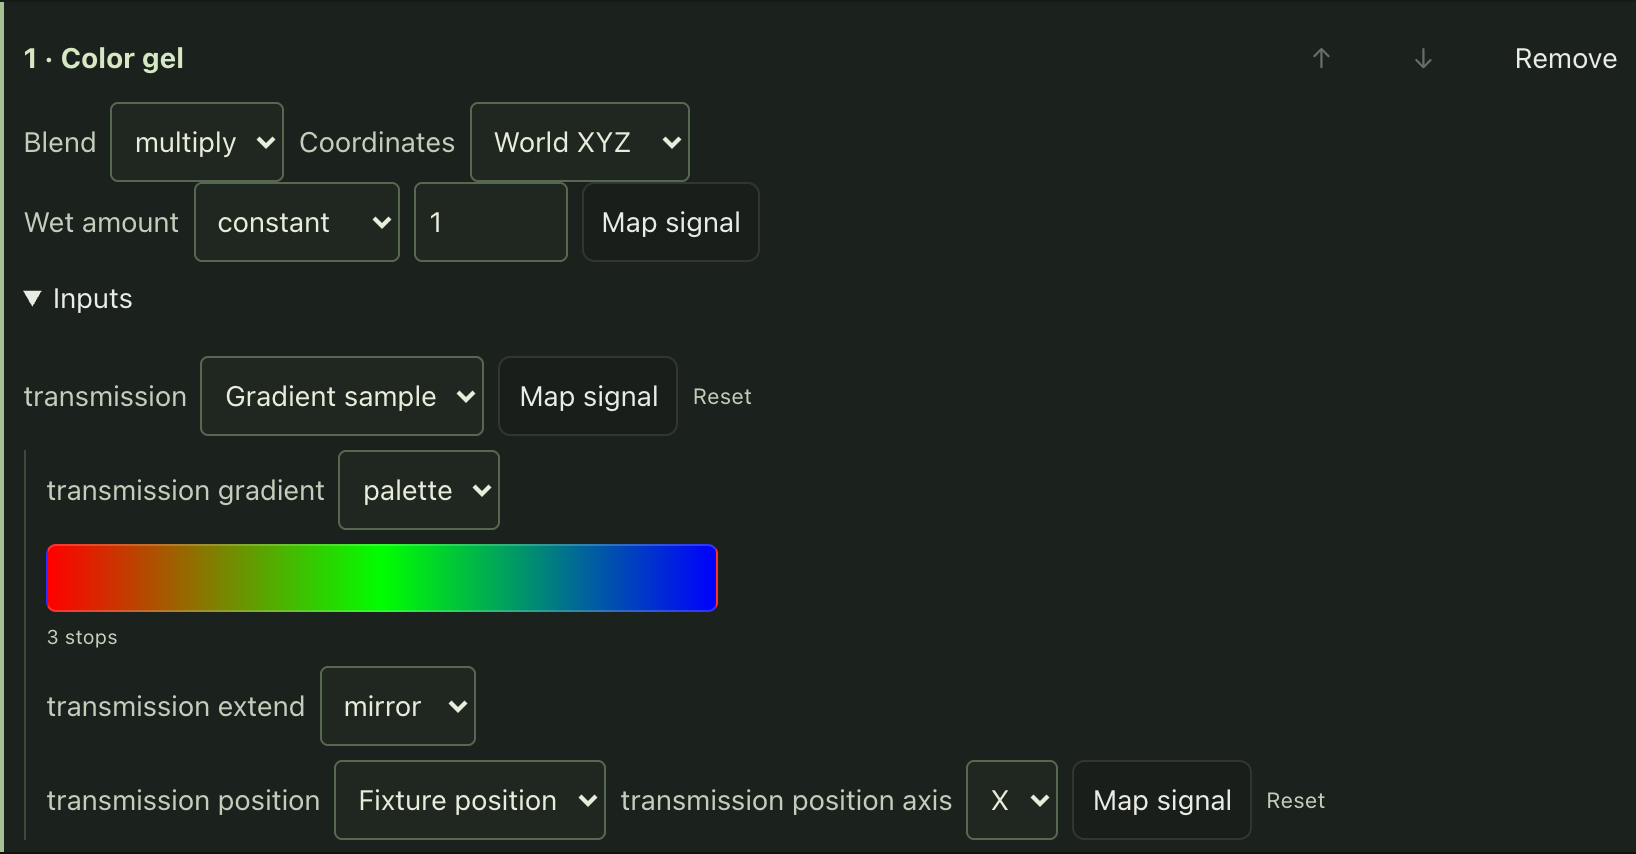 1 · Color gel ↑ ↓ Remove
Blend multiply Coordinates World XYZ
Wet amount constant 1 Map signal
▼ Inputs
transmission Gradient sample Map signal Reset
transmission gradient palette
3 stops
transmission extend mirror
transmission position Fixture position transmission position axis X Map signal Reset